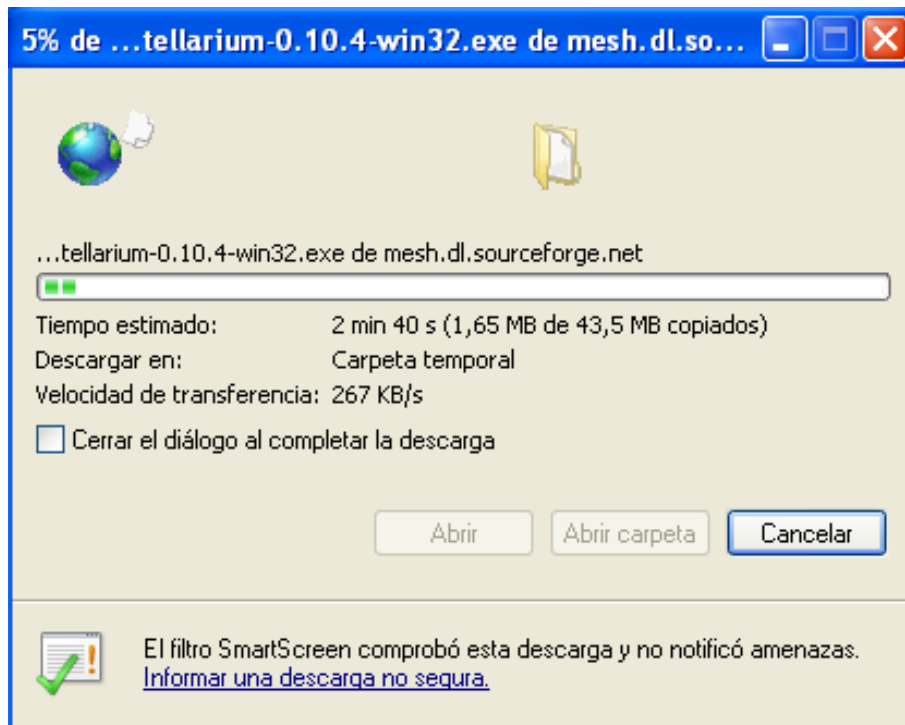 5% de ...tellarium-0.10.4-win32.exe de mesh.dl.so...
...tellarium-0.10.4-win32.exe de mesh.dl.sourceforge.net
Tiempo estimado: 2 min 40 s (1,65 MB de 43,5 MB copiados)
Descargar en: Carpeta temporal
Velocidad de transferencia: 267 KB/s
Cerrar el diálogo al completar la descarga
Abrir Abrir carpeta Cancelar
El filtro SmartScreen comprobó esta descarga y no notificó amenazas.
Informar una descarga no segura.